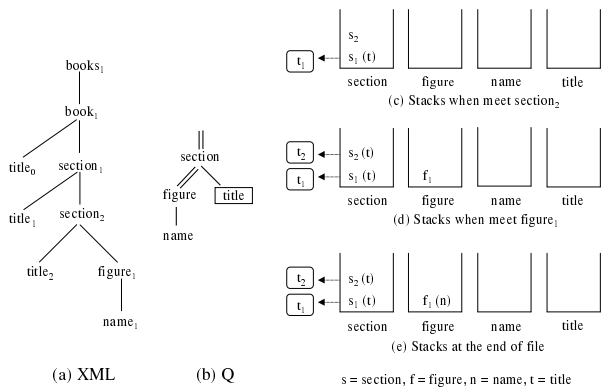 books1
book1
title0
section1
title1
section2
title2
figure1
name1
(a) XML
section
figure
title
name
(b) Q
s2
t1
s1 (t)
section figure name title
(c) Stacks when meet section2
t2
s2 (t)
t1
s1 (t)
f1
section figure name title
(d) Stacks when meet figure1
t2
s2 (t)
t1
s1 (t)
f1 (n)
section figure name title
(e) Stacks at the end of file
s = section, f = figure, n = name, t = title